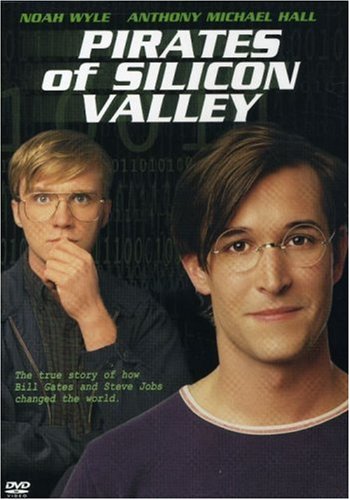 NOAH WYLE ANTHONY MICHAEL HALL
PIRATES
of SILICON
VALLEY
The true story of how
Bill Gates and Steve Jobs
changed the world.
DVD
VIDEO